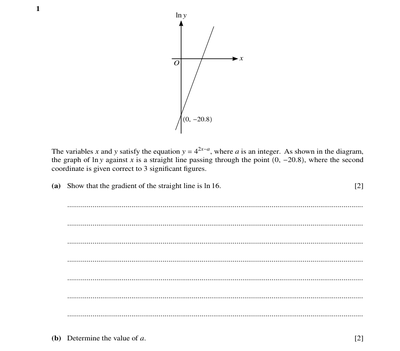 1
ln y
O
x
(0, −20.8)
The variables x and y satisfy the equation y = 4^{2x−a}, where a is an integer. As shown in the diagram,
the graph of ln y against x is a straight line passing through the point (0, −20.8), where the second
coordinate is given correct to 3 significant figures.
(a) Show that the gradient of the straight line is ln 16. [2]
(b) Determine the value of a. [2]